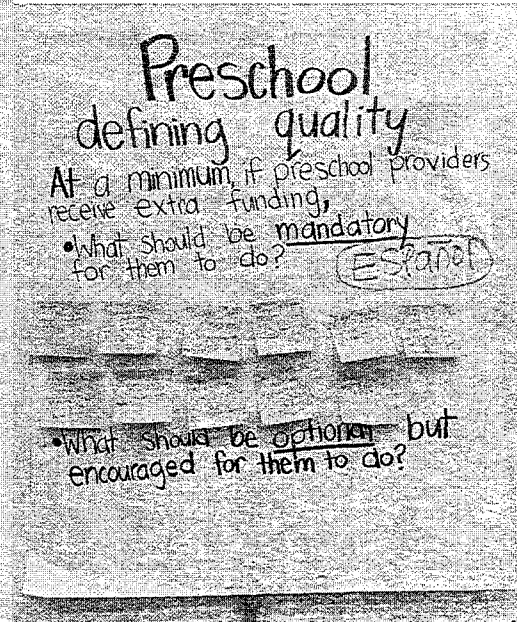 Preschool
defining quality
At a minimum, if preschool providers
receive extra funding,
•What should be mandatory
for them to do?
Español
•What should be optional but
encouraged for them to do?